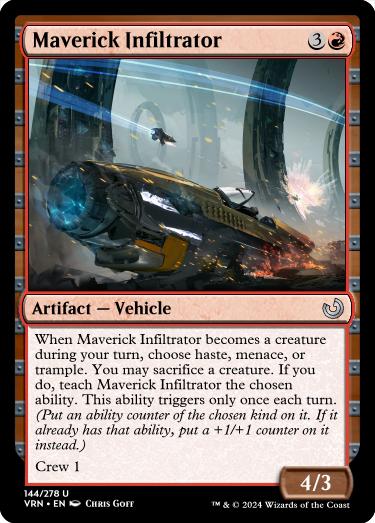 Maverick Infiltrator 3
Artifact — Vehicle
When Maverick Infiltrator becomes a creature
during your turn, choose haste, menace, or
trample. You may sacrifice a creature. If you
do, teach Maverick Infiltrator the chosen
ability. This ability triggers only once each turn.
(Put an ability counter of the chosen kind on it. If it
already has that ability, put a +1/+1 counter on it
instead.)
Crew 1
4/3
144/278 U
VRN • EN Chris Goff
™ & © 2024 Wizards of the Coast